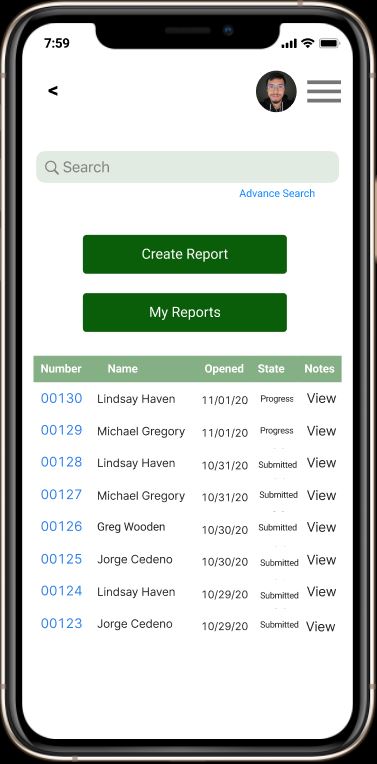 7:59
<
Search
Advance Search
Create Report
My Reports
Number Name Opened State Notes
00130 Lindsay Haven 11/01/20 Progress View
00129 Michael Gregory 11/01/20 Progress View
00128 Lindsay Haven 10/31/20 Submitted View
00127 Michael Gregory 10/31/20 Submitted View
00126 Greg Wooden 10/30/20 Submitted View
00125 Jorge Cedeno 10/30/20 Submitted View
00124 Lindsay Haven 10/29/20 Submitted View
00123 Jorge Cedeno 10/29/20 Submitted View